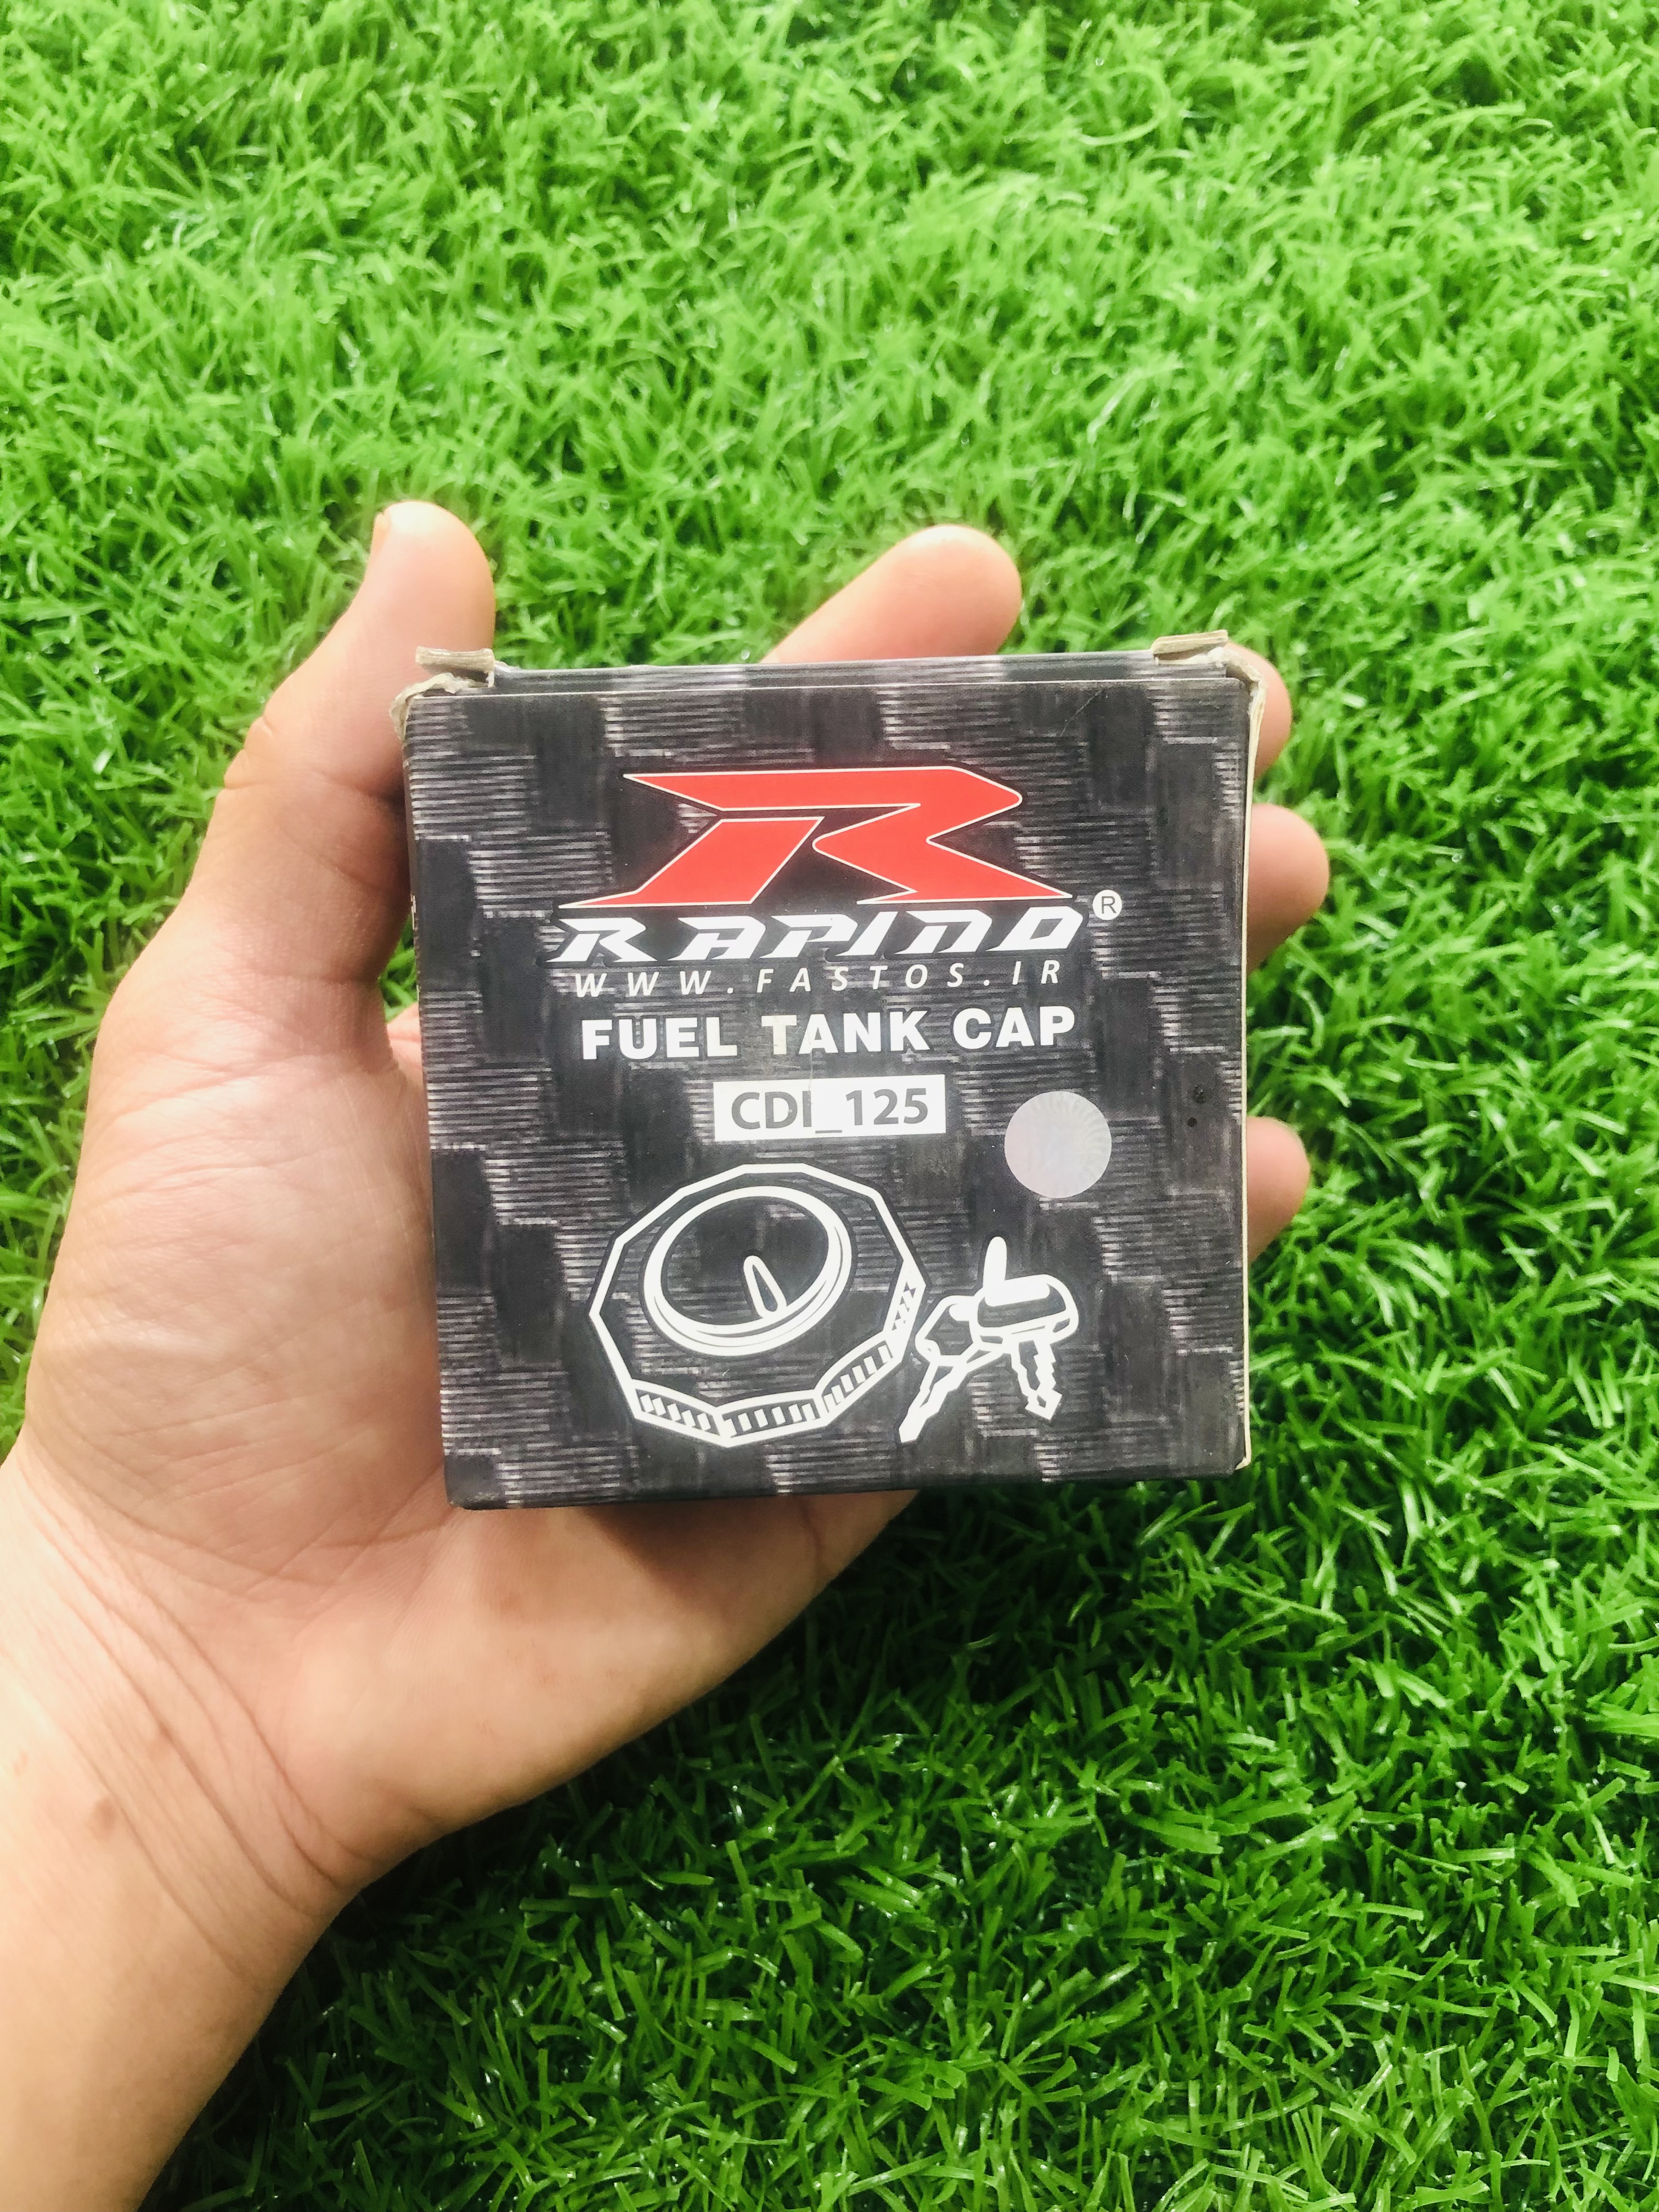 R
RAPIDO ®
WWW.FASTOS.IR
FUEL TANK CAP
CDI_125